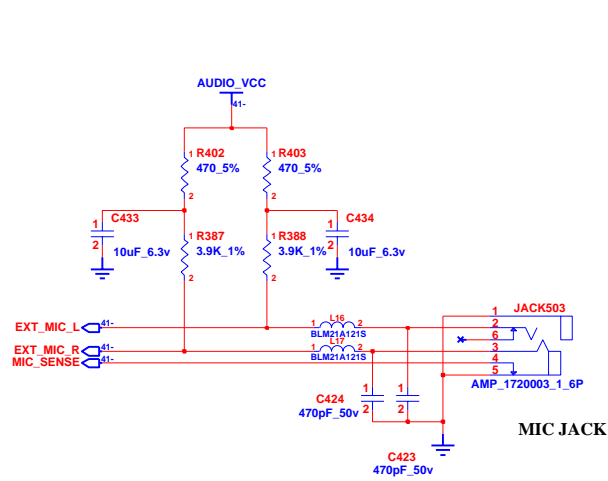 AUDIO_VCC
41-
1 R402
470_5%
2
1 R403
470_5%
2
1 C433
2
10uF_6.3v
1 R387
3.9K_1%
2
1 R388
3.9K_1%
2
1 C434
2
10uF_6.3v
EXT_MIC_L 41-
EXT_MIC_R 41-
MIC_SENSE 41-
L16
1 2
BLM21A121S
L17
1 2
BLM21A121S
JACK503
1
2
6
3
4
5
AMP_1720003_1_6P
C424
470pF_50v
1
2
1
2
C423
470pF_50v
MIC JACK